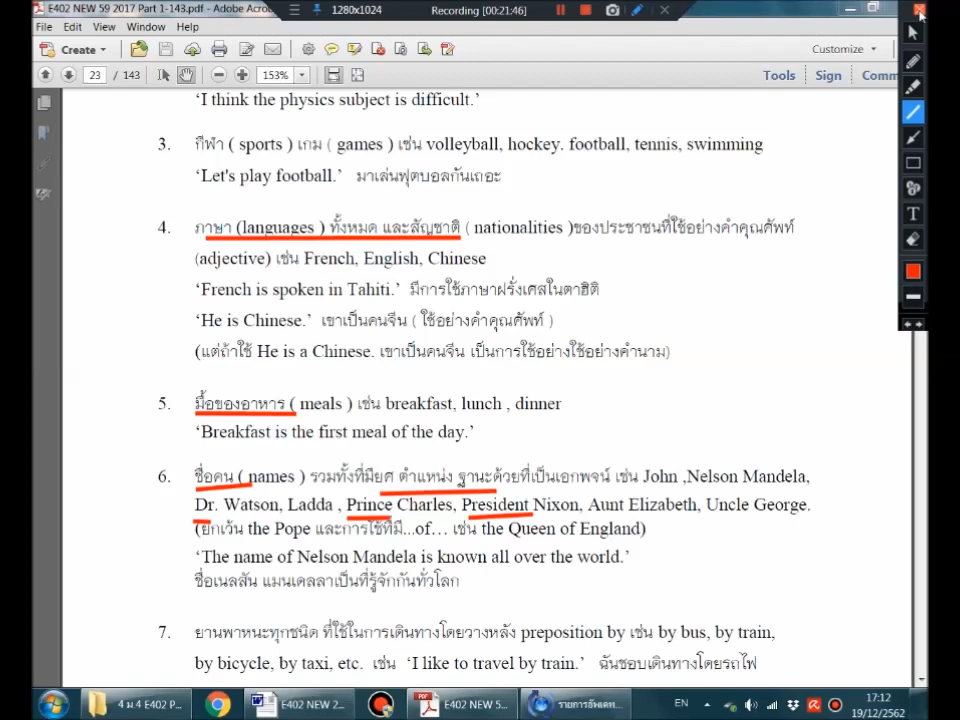 E402 NEW 59 2017 Part 1-143.pdf - Adobe Acro
1280x1024
Recording [00:21:46]
File Edit View Window Help
Create
Customize
23 / 143
153%
Tools Sign Comm
‘I think the physics subject is difficult.’
3. กีฬา ( sports ) เกม ( games ) เช่น volleyball, hockey. football, tennis, swimming
‘Let's play football.’ มาเล่นฟุตบอลกันเถอะ
4. ภาษา (languages ) ทั้งหมด และสัญชาติ ( nationalities )ของประชาชนที่ใช้อย่างคำคุณศัพท์
(adjective) เช่น French, English, Chinese
‘French is spoken in Tahiti.’ มีการใช้ภาษาฝรั่งเศสในตาฮิติ
‘He is Chinese.’ เขาเป็นคนจีน ( ใช้อย่างคำคุณศัพท์ )
(แต่ถ้าใช้ He is a Chinese. เขาเป็นคนจีน เป็นการใช้อย่างใช้อย่างคำนาม)
5. มื้อของอาหาร ( meals ) เช่น breakfast, lunch , dinner
‘Breakfast is the first meal of the day.’
6. ชื่อคน ( names ) รวมทั้งที่มียศ ตำแหน่ง ฐานะด้วยที่เป็นเอกพจน์ เช่น John ,Nelson Mandela,
Dr. Watson, Ladda , Prince Charles, President Nixon, Aunt Elizabeth, Uncle George.
(ยกเว้น the Pope และการใช้ที่มี...of… เช่น the Queen of England)
‘The name of Nelson Mandela is known all over the world.’
ชื่อเนลสัน แมนเดลลาเป็นที่รู้จักกันทั่วโลก
7. ยานพาหนะทุกชนิด ที่ใช้ในการเดินทางโดยวางหลัง preposition by เช่น by bus, by train,
by bicycle, by taxi, etc. เช่น ‘I like to travel by train.’ ฉันชอบเดินทางโดยรถไฟ
4 ม.4 E402 P...
E402 NEW 2...
E402 NEW 5...
รายการอัพเดท...
EN
17:12
19/12/2562